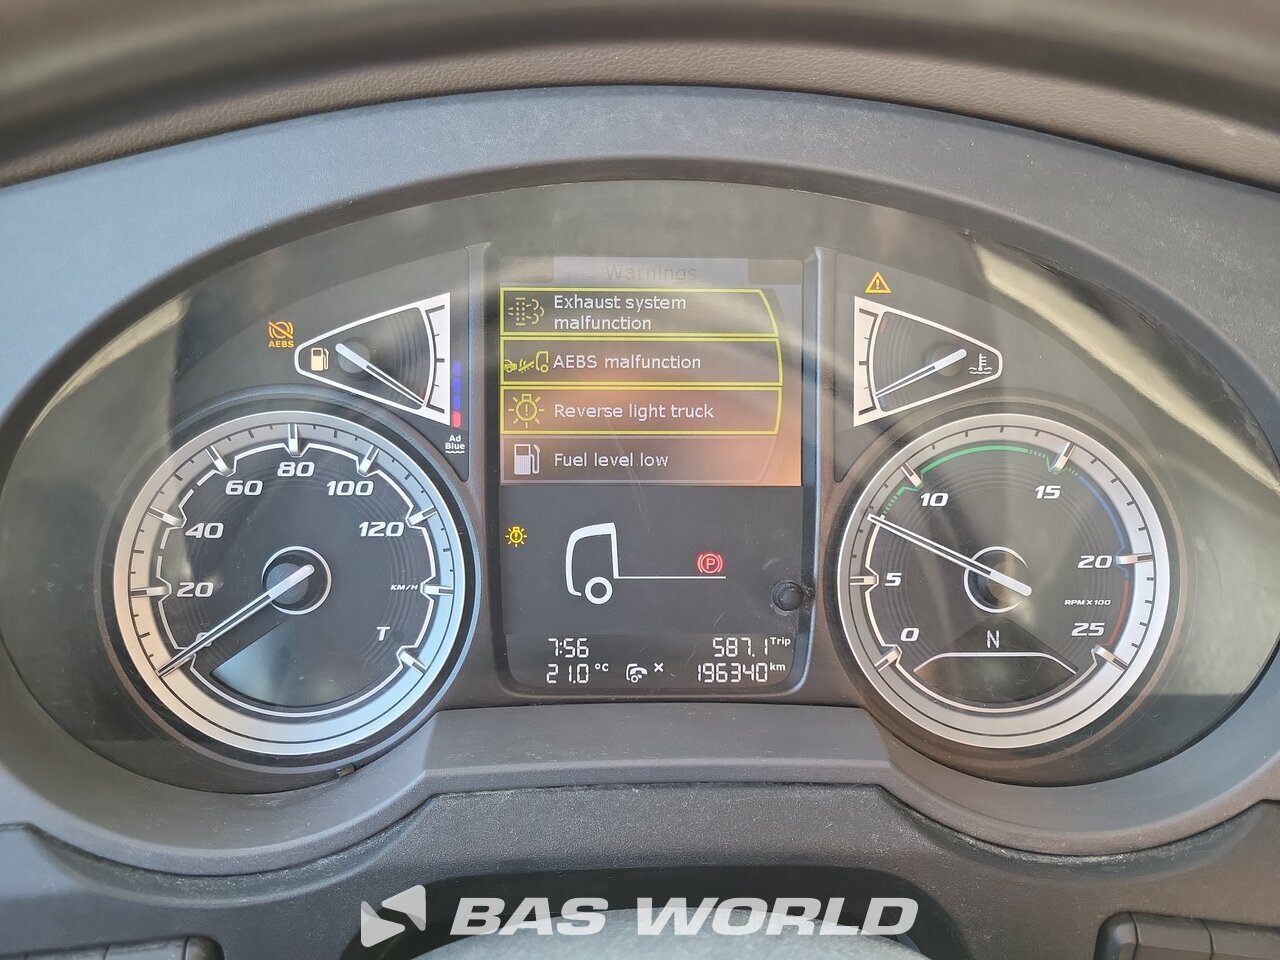 Warnings
Exhaust system
malfunction
AEBS malfunction
Reverse light truck
Fuel level low
AEBS
Ad
Blue
0
20
40
60
80
100
120
KM/H
T
P
7:56
587.1 Trip
21.0 °C
196340 km
0
5
10
15
20
25
RPM X 100
N
BAS WORLD